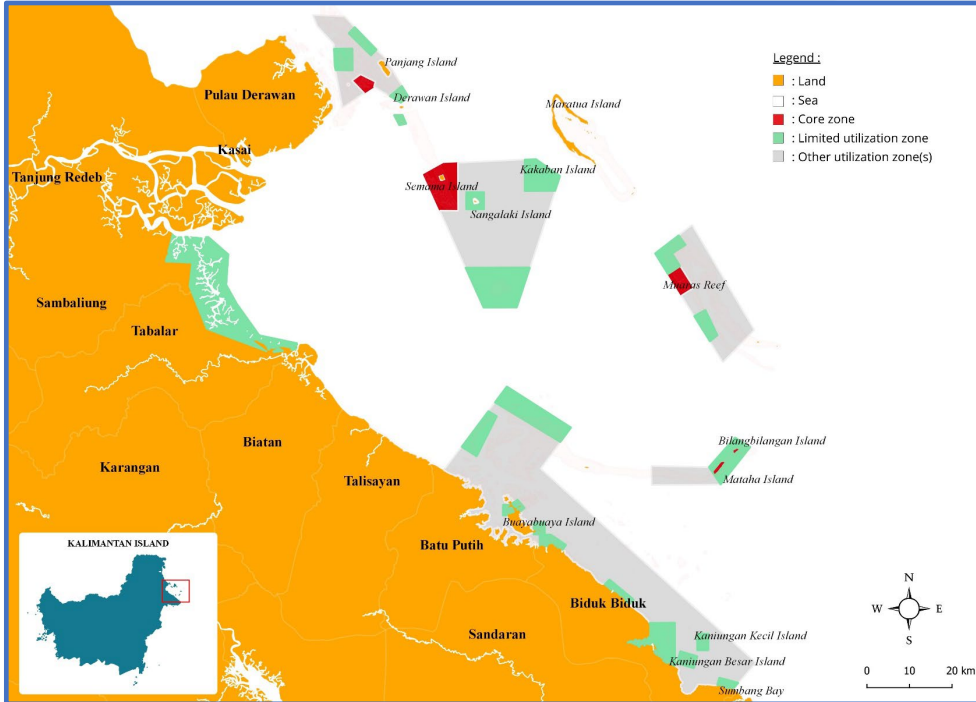 Legend :
: Land
: Sea
: Core zone
: Limited utilization zone
: Other utilization zone(s)
Panjang Island
Pulau Derawan
Derawan Island
Maratua Island
Kasai
Tanjung Redeb
Kakaban Island
Semama Island
Sangalaki Island
Muaras Reef
Sambaliung
Tabalar
Biatan
Bilangbilangan Island
Karangan
Talisayan
Mataha Island
Buayabuaya Island
Batu Putih
KALIMANTAN ISLAND
Biduk Biduk
Sandaran
Kaniungan Kecil Island
Kaniungan Besar Island
Sumbang Bay
N
W E
S
0 10 20 km